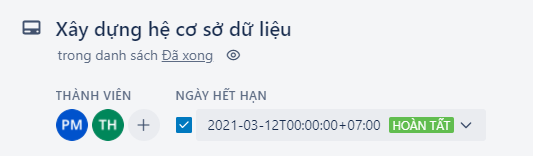 Xây dựng hệ cơ sở dữ liệu
trong danh sách Đã xong
THÀNH VIÊN NGÀY HẾT HẠN
PM TH + 2021-03-12T00:00:00+07:00 HOÀN TẤT